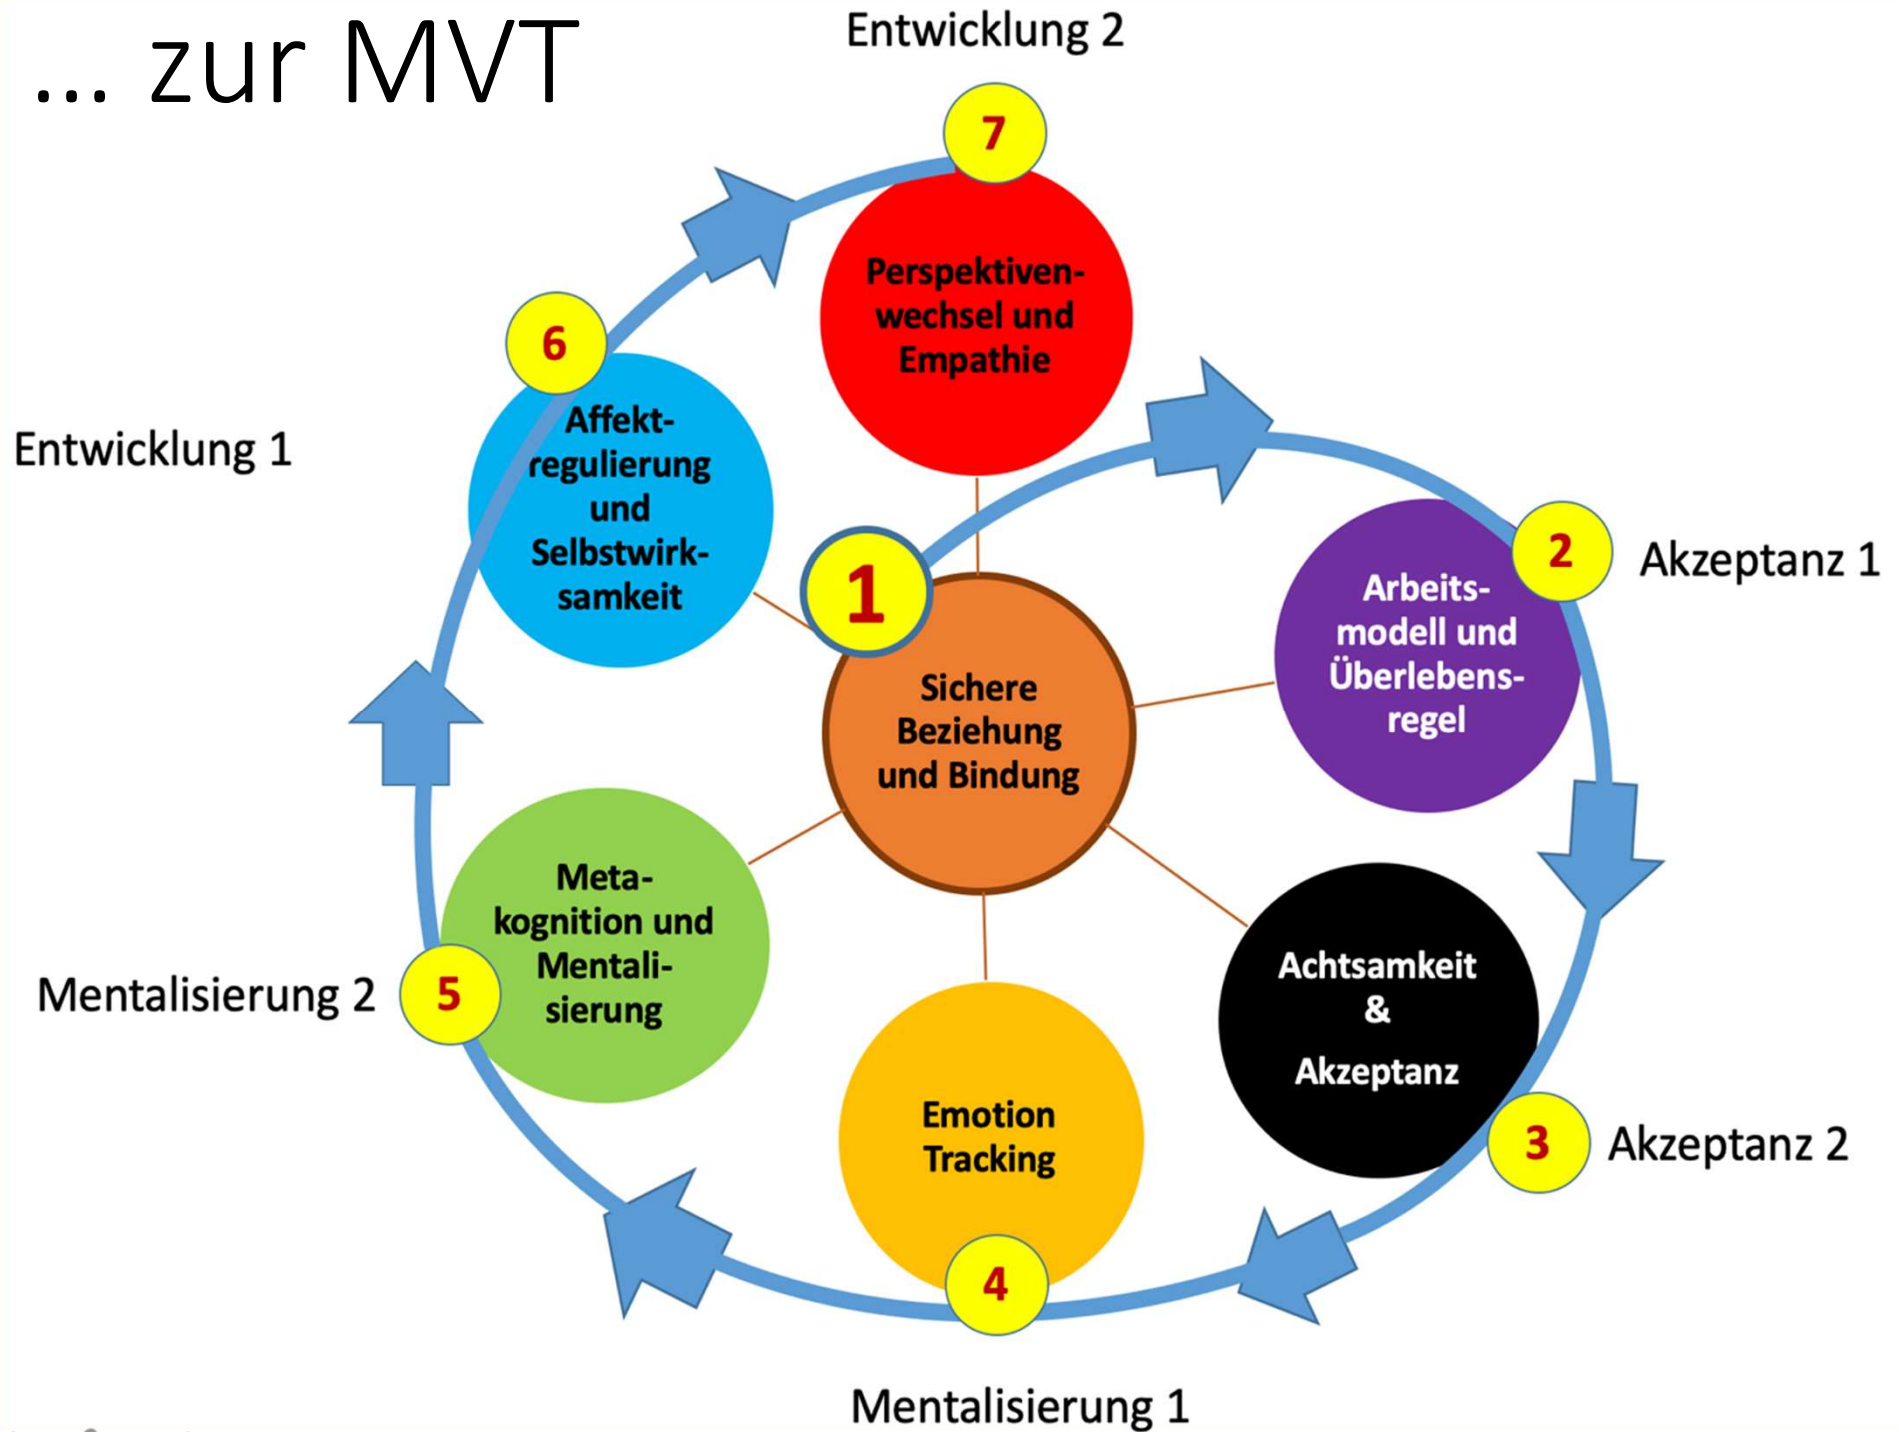 ... zur MVT
Entwicklung 2
7
Perspektiven-
wechsel und
Empathie
6
Affekt-
regulierung
und
Selbstwirk-
samkeit
Entwicklung 1
1
Sichere
Beziehung
und Bindung
2
Akzeptanz 1
Arbeits-
modell und
Überlebens-
regel
Achtsamkeit
&
Akzeptanz
3
Akzeptanz 2
Emotion
Tracking
4
Mentalisierung 1
Meta-
kognition und
Mentali-
sierung
5
Mentalisierung 2